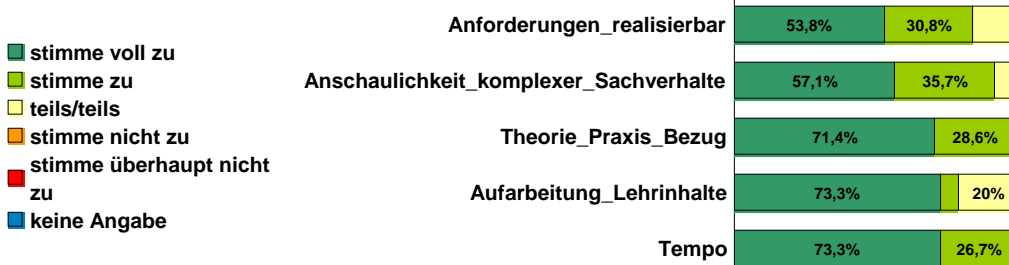 stimme voll zu
stimme zu
teils/teils
stimme nicht zu
stimme überhaupt nicht
zu
keine Angabe
Anforderungen_realisierbar
53,8% 30,8%
Anschaulichkeit_komplexer_Sachverhalte
57,1% 35,7%
Theorie_Praxis_Bezug
71,4% 28,6%
Aufarbeitung_Lehrinhalte
73,3% 20%
Tempo
73,3% 26,7%